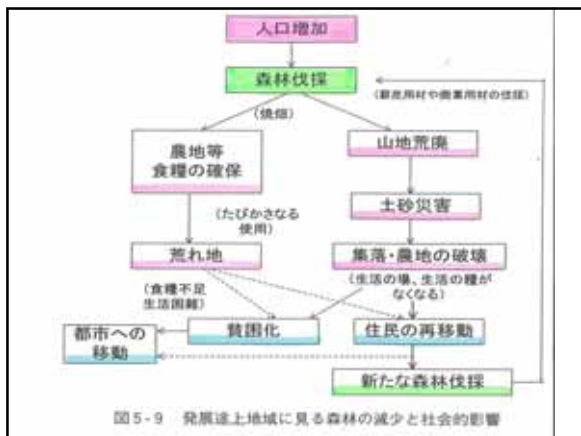 人口増加
森林伐採
(薪炭用材や商業用材の伐採)
(焼畑)
農地等
食糧の確保
山地荒廃
(たびかさなる
使用)
土砂災害
荒れ地
集落・農地の破壊
(食糧不足
生活困難)
(生活の場、生活の糧が
なくなる)
都市への
移動
貧困化
住民の再移動
新たな森林伐採
図5-9 発展途上地域に見る森林の減少と社会的影響